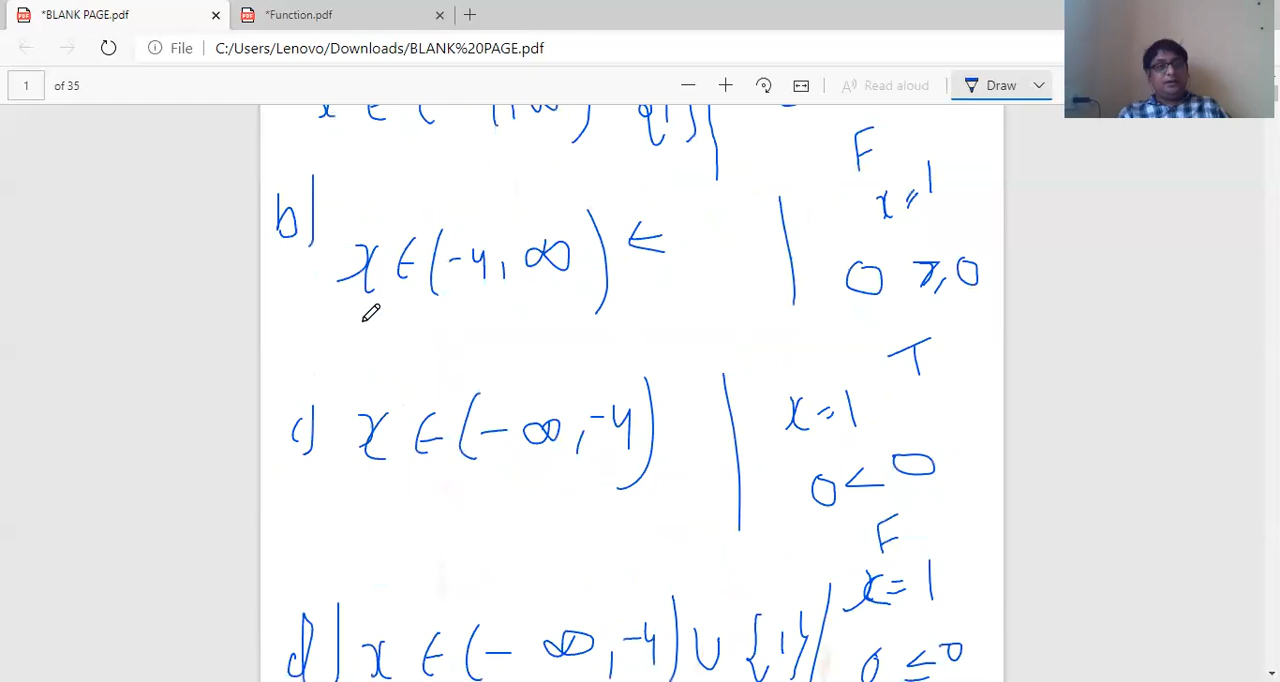 *BLANK PAGE.pdf
*Function.pdf
File C:/Users/Lenovo/Downloads/BLANK%20PAGE.pdf
1 of 35
Read aloud
Draw
F
x = 1
b) x ∈ (-4, ∞) ←
0 ≥ 0
T
c) x ∈ (-∞, -4)
x = 1
0 < 0
F
x = 1
d) x ∈ (-∞, -4) ∪ {1}
0 ≤ 0